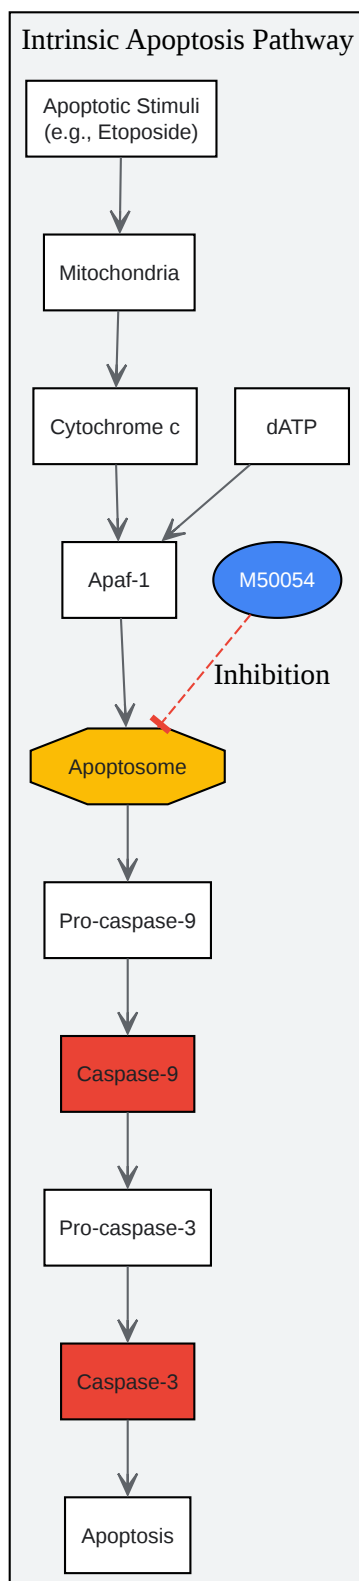 Intrinsic Apoptosis Pathway
Apoptotic Stimuli
(e.g., Etoposide)
Mitochondria
Cytochrome c
dATP
Apaf-1
M50054
Inhibition
Apoptosome
Pro-caspase-9
Caspase-9
Pro-caspase-3
Caspase-3
Apoptosis